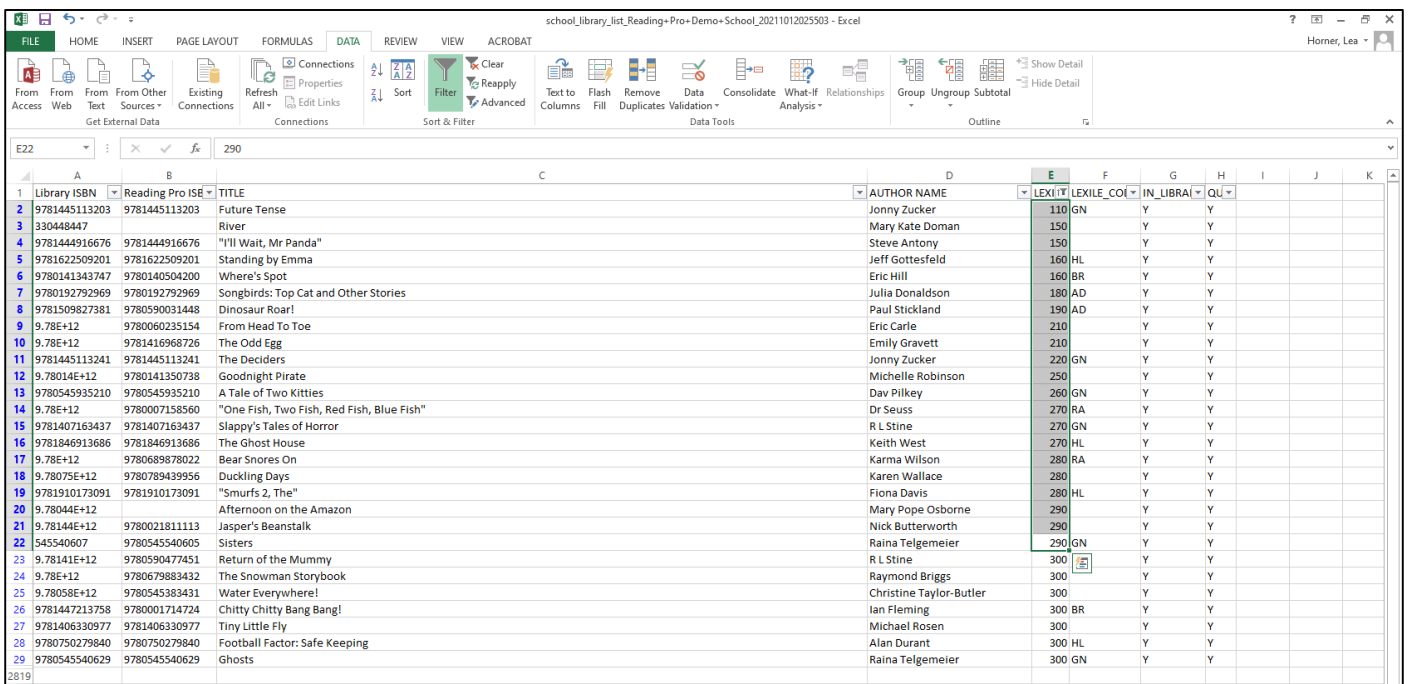 school_library_list_Reading+Pro+Demo+School_20211012025503 - Excel
FILE HOME INSERT PAGE LAYOUT FORMULAS DATA REVIEW VIEW ACROBAT Horner, Lea
From Access From Web From Text From Other Sources Existing Connections
Get External Data
Refresh All Connections Properties Edit Links
Connections
Sort Filter Clear Reapply Advanced
Sort & Filter
Text to Columns Flash Fill Remove Duplicates Data Validation Consolidate What-If Analysis Relationships
Data Tools
Group Ungroup Subtotal Show Detail Hide Detail
Outline
E22 fx 290
A B C D E F G H I J K
1 Library ISBN Reading Pro ISB TITLE AUTHOR NAME LEXI LEXILE_COI IN_LIBRA QU
2 9781445113203 9781445113203 Future Tense Jonny Zucker 110 GN Y Y
3 330448447 River Mary Kate Doman 150 Y Y
4 9781444916676 9781444916676 "I'll Wait, Mr Panda" Steve Antony 150 Y Y
5 9781622509201 9781622509201 Standing by Emma Jeff Gottesfeld 160 HL Y Y
6 9780141343747 9780140504200 Where's Spot Eric Hill 160 BR Y Y
7 9780192792969 9780192792969 Songbirds: Top Cat and Other Stories Julia Donaldson 180 AD Y Y
8 9781509827381 9780590031448 Dinosaur Roar! Paul Stickland 190 AD Y Y
9 9.78E+12 9780060235154 From Head To Toe Eric Carle 210 Y Y
10 9.78E+12 9781416968726 The Odd Egg Emily Gravett 210 Y Y
11 9781445113241 9781445113241 The Deciders Jonny Zucker 220 GN Y Y
12 9.78014E+12 9780141350738 Goodnight Pirate Michelle Robinson 250 Y Y
13 9780545935210 9780545935210 A Tale of Two Kitties Dav Pilkey 260 GN Y Y
14 9.78E+12 9780007158560 "One Fish, Two Fish, Red Fish, Blue Fish" Dr Seuss 270 RA Y Y
15 9781407163437 9781407163437 Slappy's Tales of Horror R L Stine 270 GN Y Y
16 9781846913686 9781846913686 The Ghost House Keith West 270 HL Y Y
17 9.78E+12 9780689878022 Bear Snores On Karma Wilson 280 RA Y Y
18 9.78075E+12 9780789439956 Duckling Days Karen Wallace 280 Y Y
19 9781910173091 9781910173091 "Smurfs 2, The" Fiona Davis 280 HL Y Y
20 9.78044E+12 Afternoon on the Amazon Mary Pope Osborne 290 Y Y
21 9.78144E+12 9780021811113 Jasper's Beanstalk Nick Butterworth 290 Y Y
22 545540607 9780545540605 Sisters Raina Telgemeier 290 GN Y Y
23 9.78141E+12 9780590477451 Return of the Mummy R L Stine 300 Y Y
24 9.78E+12 9780679883432 The Snowman Storybook Raymond Briggs 300 Y Y
25 9.78058E+12 9780545383431 Water Everywhere! Christine Taylor-Butler 300 Y Y
26 9781447213758 9780001714724 Chitty Chitty Bang Bang! Ian Fleming 300 BR Y Y
27 9781406330977 9781406330977 Tiny Little Fly Michael Rosen 300 Y Y
28 9780750279840 9780750279840 Football Factor: Safe Keeping Alan Durant 300 HL Y Y
29 9780545540629 9780545540629 Ghosts Raina Telgemeier 300 GN Y Y
2819